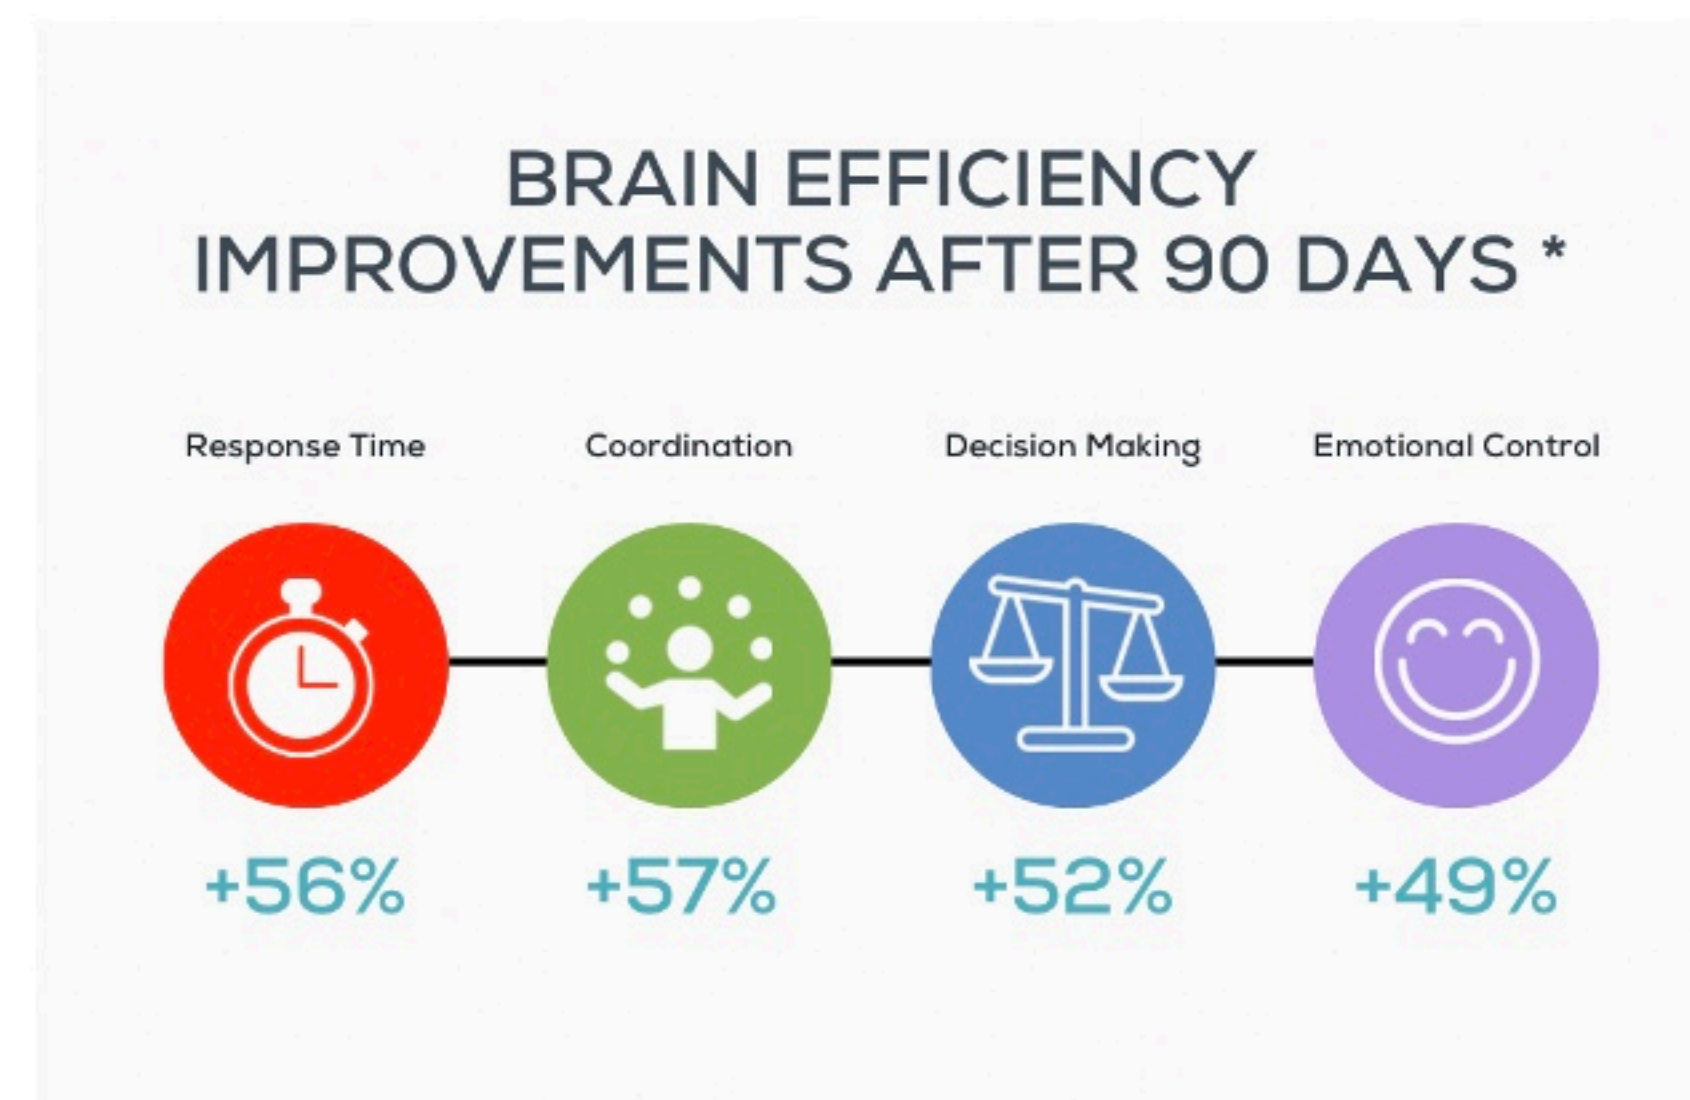 BRAIN EFFICIENCY
IMPROVEMENTS AFTER 90 DAYS *
Response Time
Coordination
Decision Making
Emotional Control
+56%
+57%
+52%
+49%